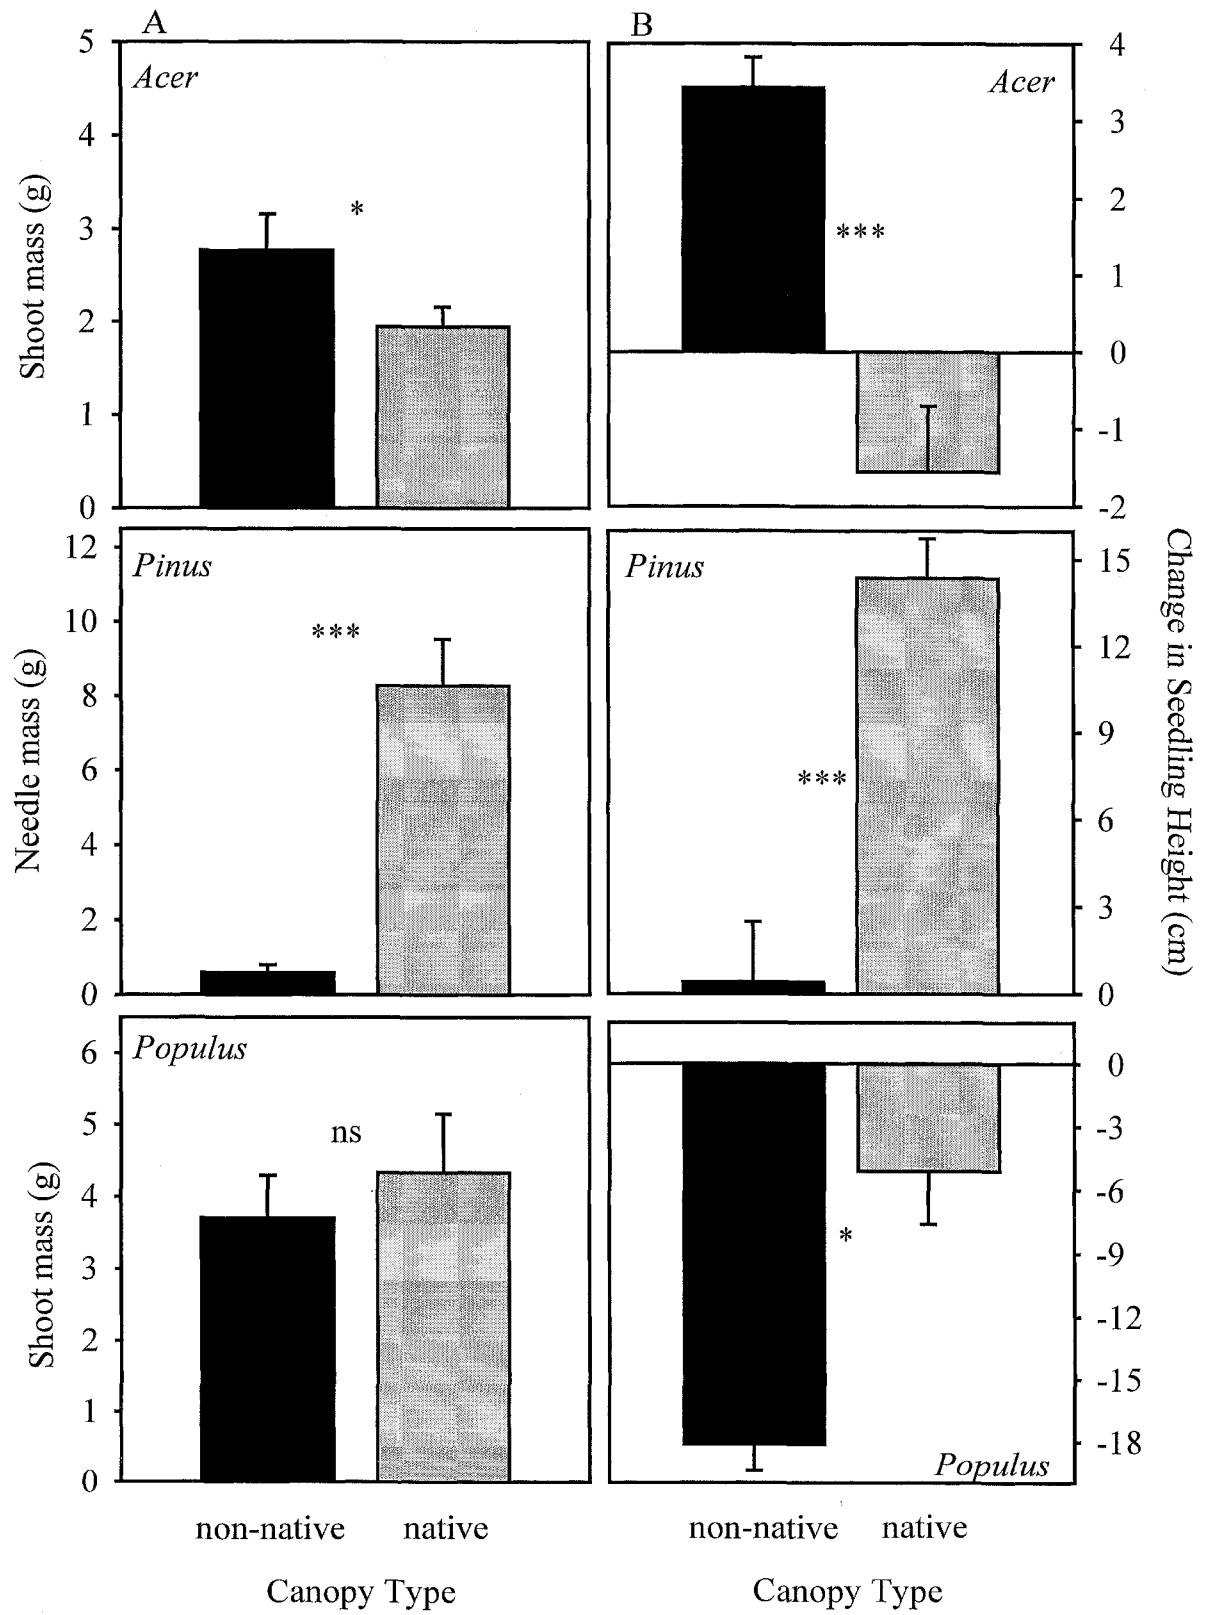 A
B
5
4
3
2
1
0
Shoot mass (g)
Acer
*
Acer
***
4
3
2
1
0
-1
-2
12
10
8
6
4
2
0
Needle mass (g)
Pinus
***
Pinus
***
15
12
9
6
3
0
Change in Seedling Height (cm)
6
5
4
3
2
1
0
Shoot mass (g)
Populus
ns
*
Populus
0
-3
-6
-9
-12
-15
-18
non-native native
non-native native
Canopy Type
Canopy Type